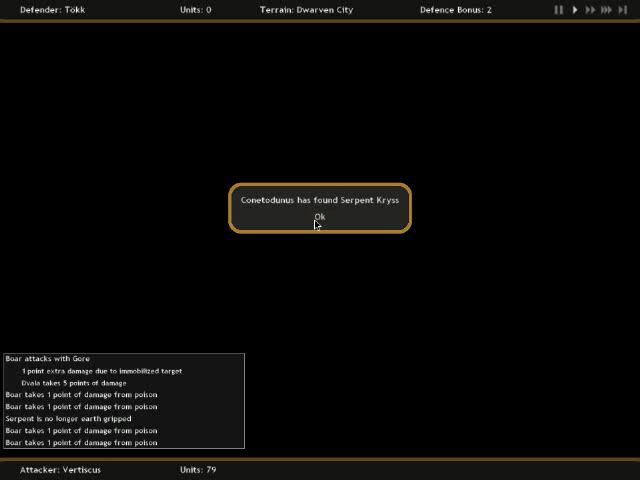 Defender: Tökk Units: 0 Terrain: Dwarven City Defence Bonus: 2
Conetodunus has found Serpent Kryss
Ok
Boar attacks with Gore
1 point extra damage due to immobilized target
Dvala takes 5 points of damage
Boar takes 1 point of damage from poison
Boar takes 1 point of damage from poison
Serpent is no longer earth gripped
Boar takes 1 point of damage from poison
Boar takes 1 point of damage from poison
Attacker: Vertiscus Units: 79